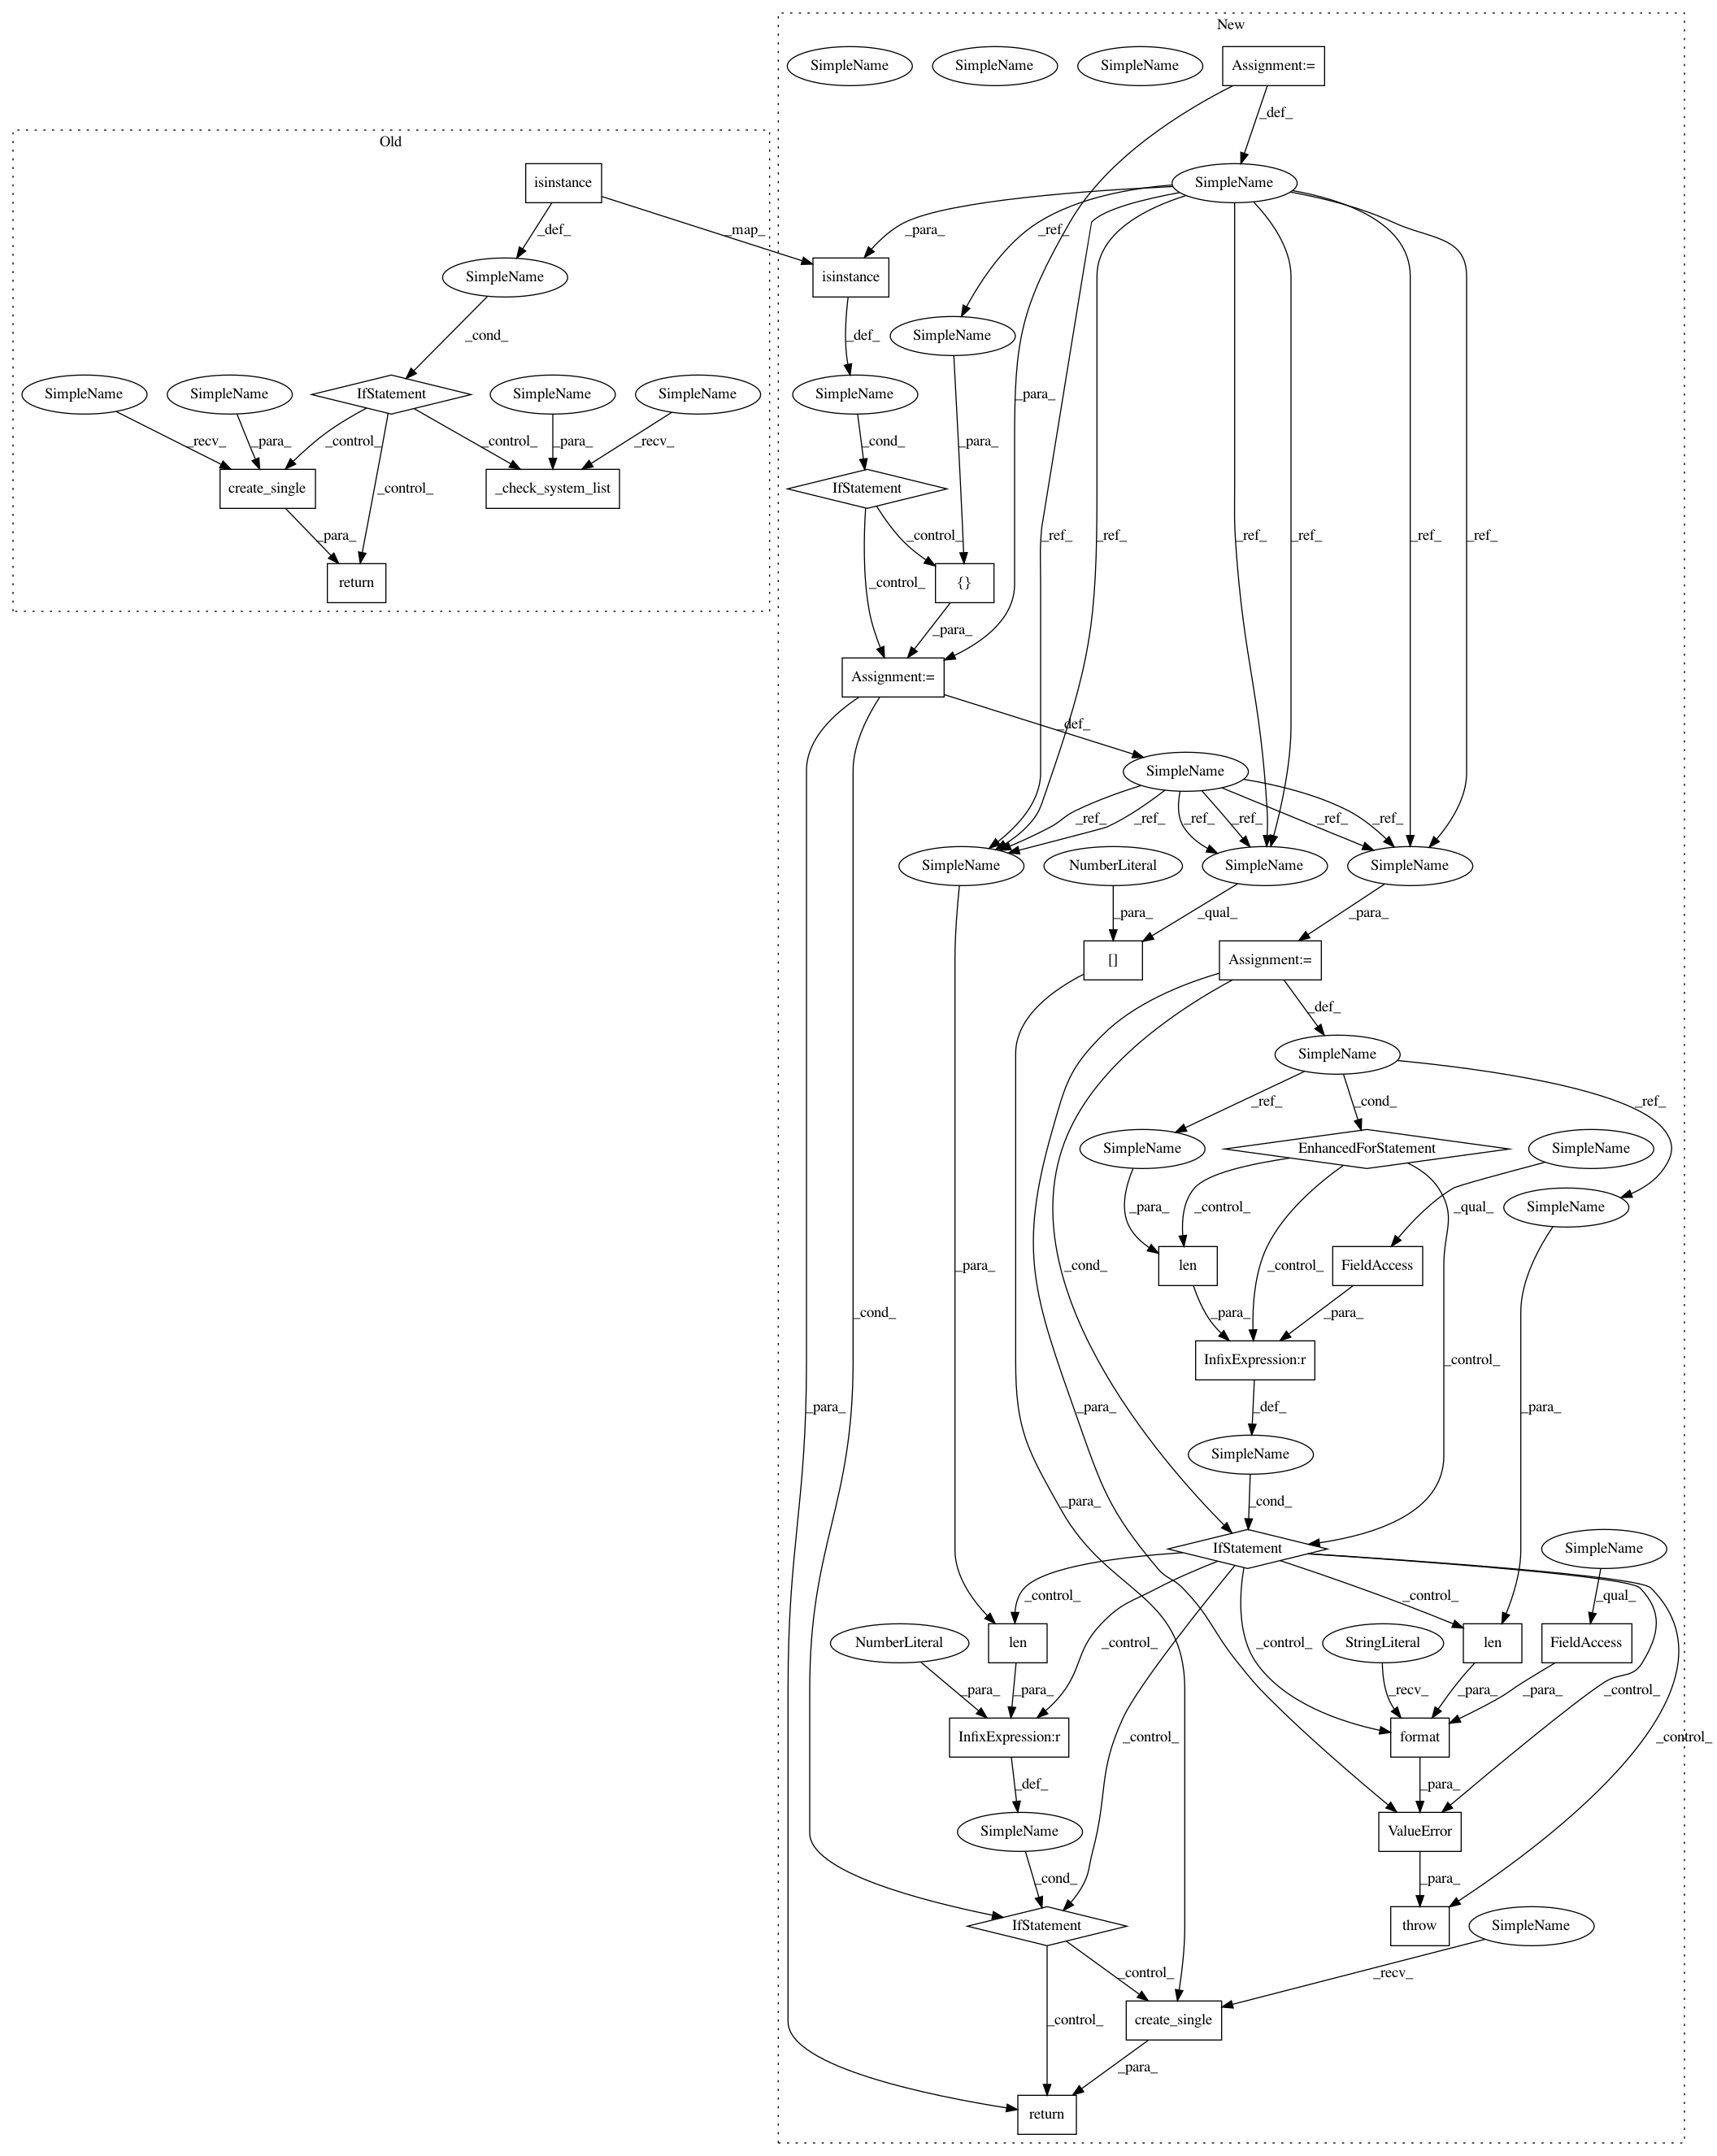 New
SimpleName
SimpleName
SimpleName
Assignment:=
_def_
Old
isinstance
SimpleName
_def_
_map_
_para_
_ref_
SimpleName
isinstance
SimpleName
_cond_
_def_
_para_
SimpleName
SimpleName
IfStatement
SimpleName
SimpleName
SimpleName
_recv_
_para_
_control_
_control_
_para_
_recv_
_cond_
_para_
create_single
_control_
_check_system_list
IfStatement
_para_
_control_
_ref_
_ref_
_ref_
_ref_
_ref_
_ref_
return
_control_
{}
_para_
Assignment:=
_def_
SimpleName
_ref_
_ref_
_ref_
_ref_
_ref_
_ref_
SimpleName
NumberLiteral
SimpleName
SimpleName
_para_
_qual_
_para_
[]
Assignment:=
_def_
SimpleName
_ref_
_cond_
_ref_
SimpleName
EnhancedForStatement
SimpleName
_para_
_control_
_qual_
SimpleName
_para_
_cond_
len
_control_
FieldAccess
_cond_
_para_
_para_
InfixExpression:r
_control_
_para_
_para_
_def_
_para_
SimpleName
_para_
_cond_
IfStatement
SimpleName
_control_
_control_
_qual_
NumberLiteral
len
_control_
_control_
StringLiteral
len
FieldAccess
_para_
_para_
_recv_
_para_
_para_
_control_
InfixExpression:r
_control_
format
_control_
_def_
_para_
SimpleName
ValueError
_cond_
_para_
IfStatement
throw
SimpleName
_control_
_recv_
_control_
create_single
_para_
return